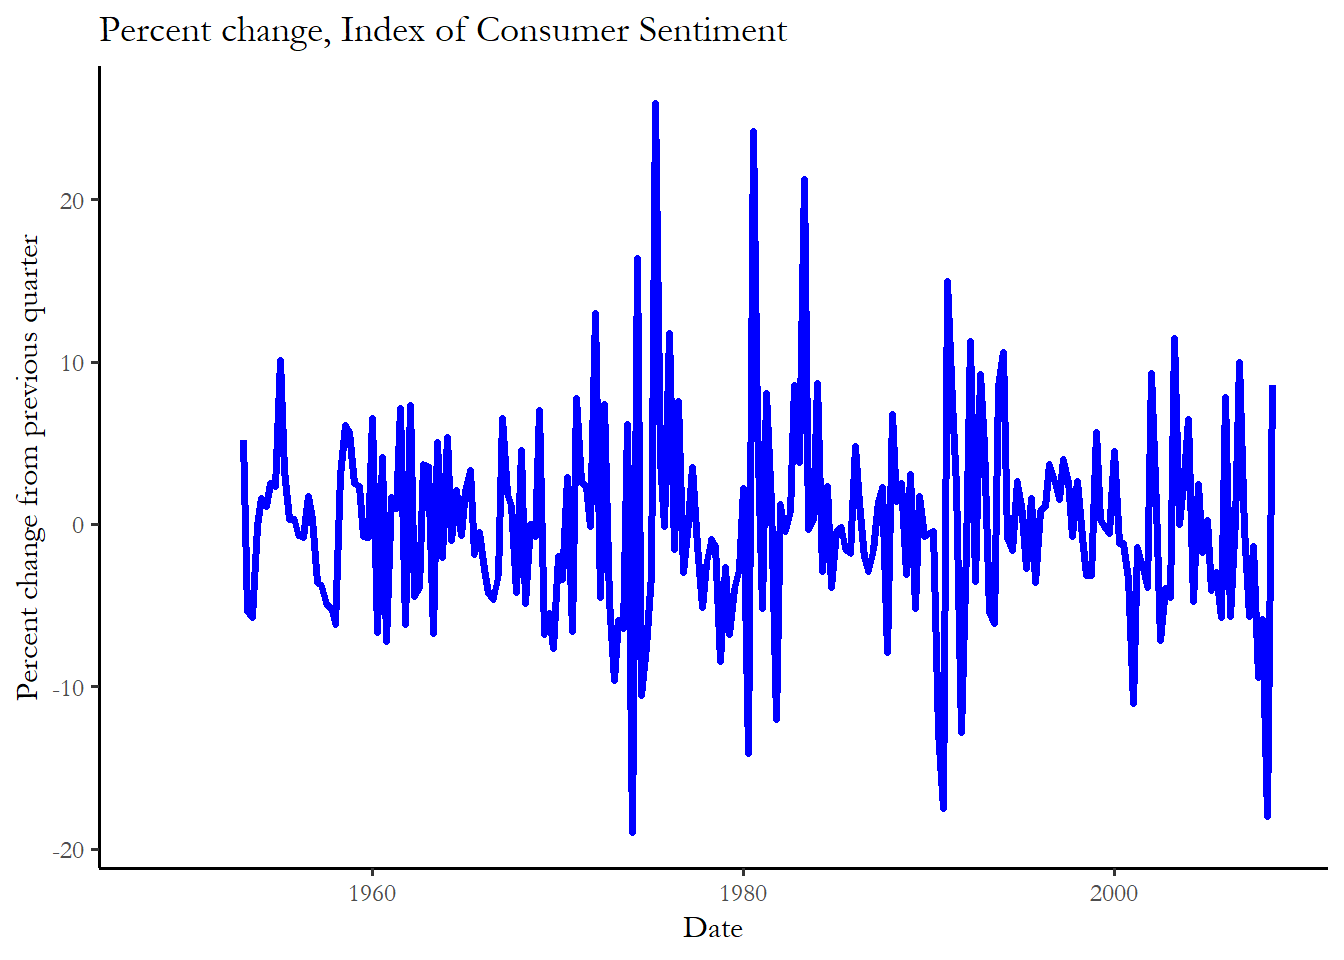 Percent change, Index of Consumer Sentiment
Percent change from previous quarter
20
10
0
-10
-20
1960
1980
2000
Date